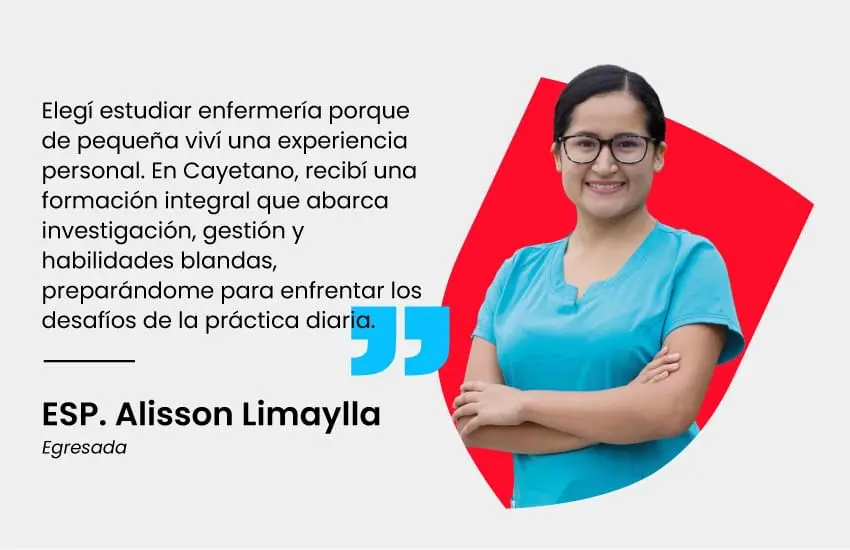 Elegí estudiar enfermería porque
de pequeña viví una experiencia
personal. En Cayetano, recibí una
formación integral que abarca
investigación, gestión y
habilidades blandas,
preparándome para enfrentar los
desafíos de la práctica diaria.
ESP. Alisson Limaylla
Egresada